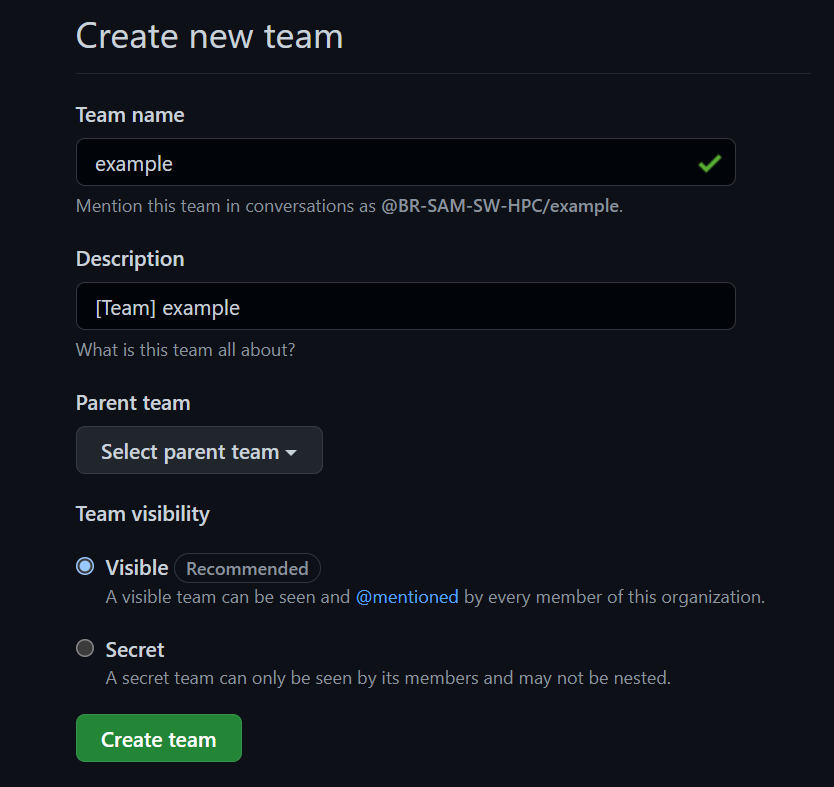 Create new team
Team name
example
Mention this team in conversations as @BR-SAM-SW-HPC/example.
Description
[Team] example
What is this team all about?
Parent team
Select parent team
Team visibility
Visible Recommended
A visible team can be seen and @mentioned by every member of this organization.
Secret
A secret team can only be seen by its members and may not be nested.
Create team